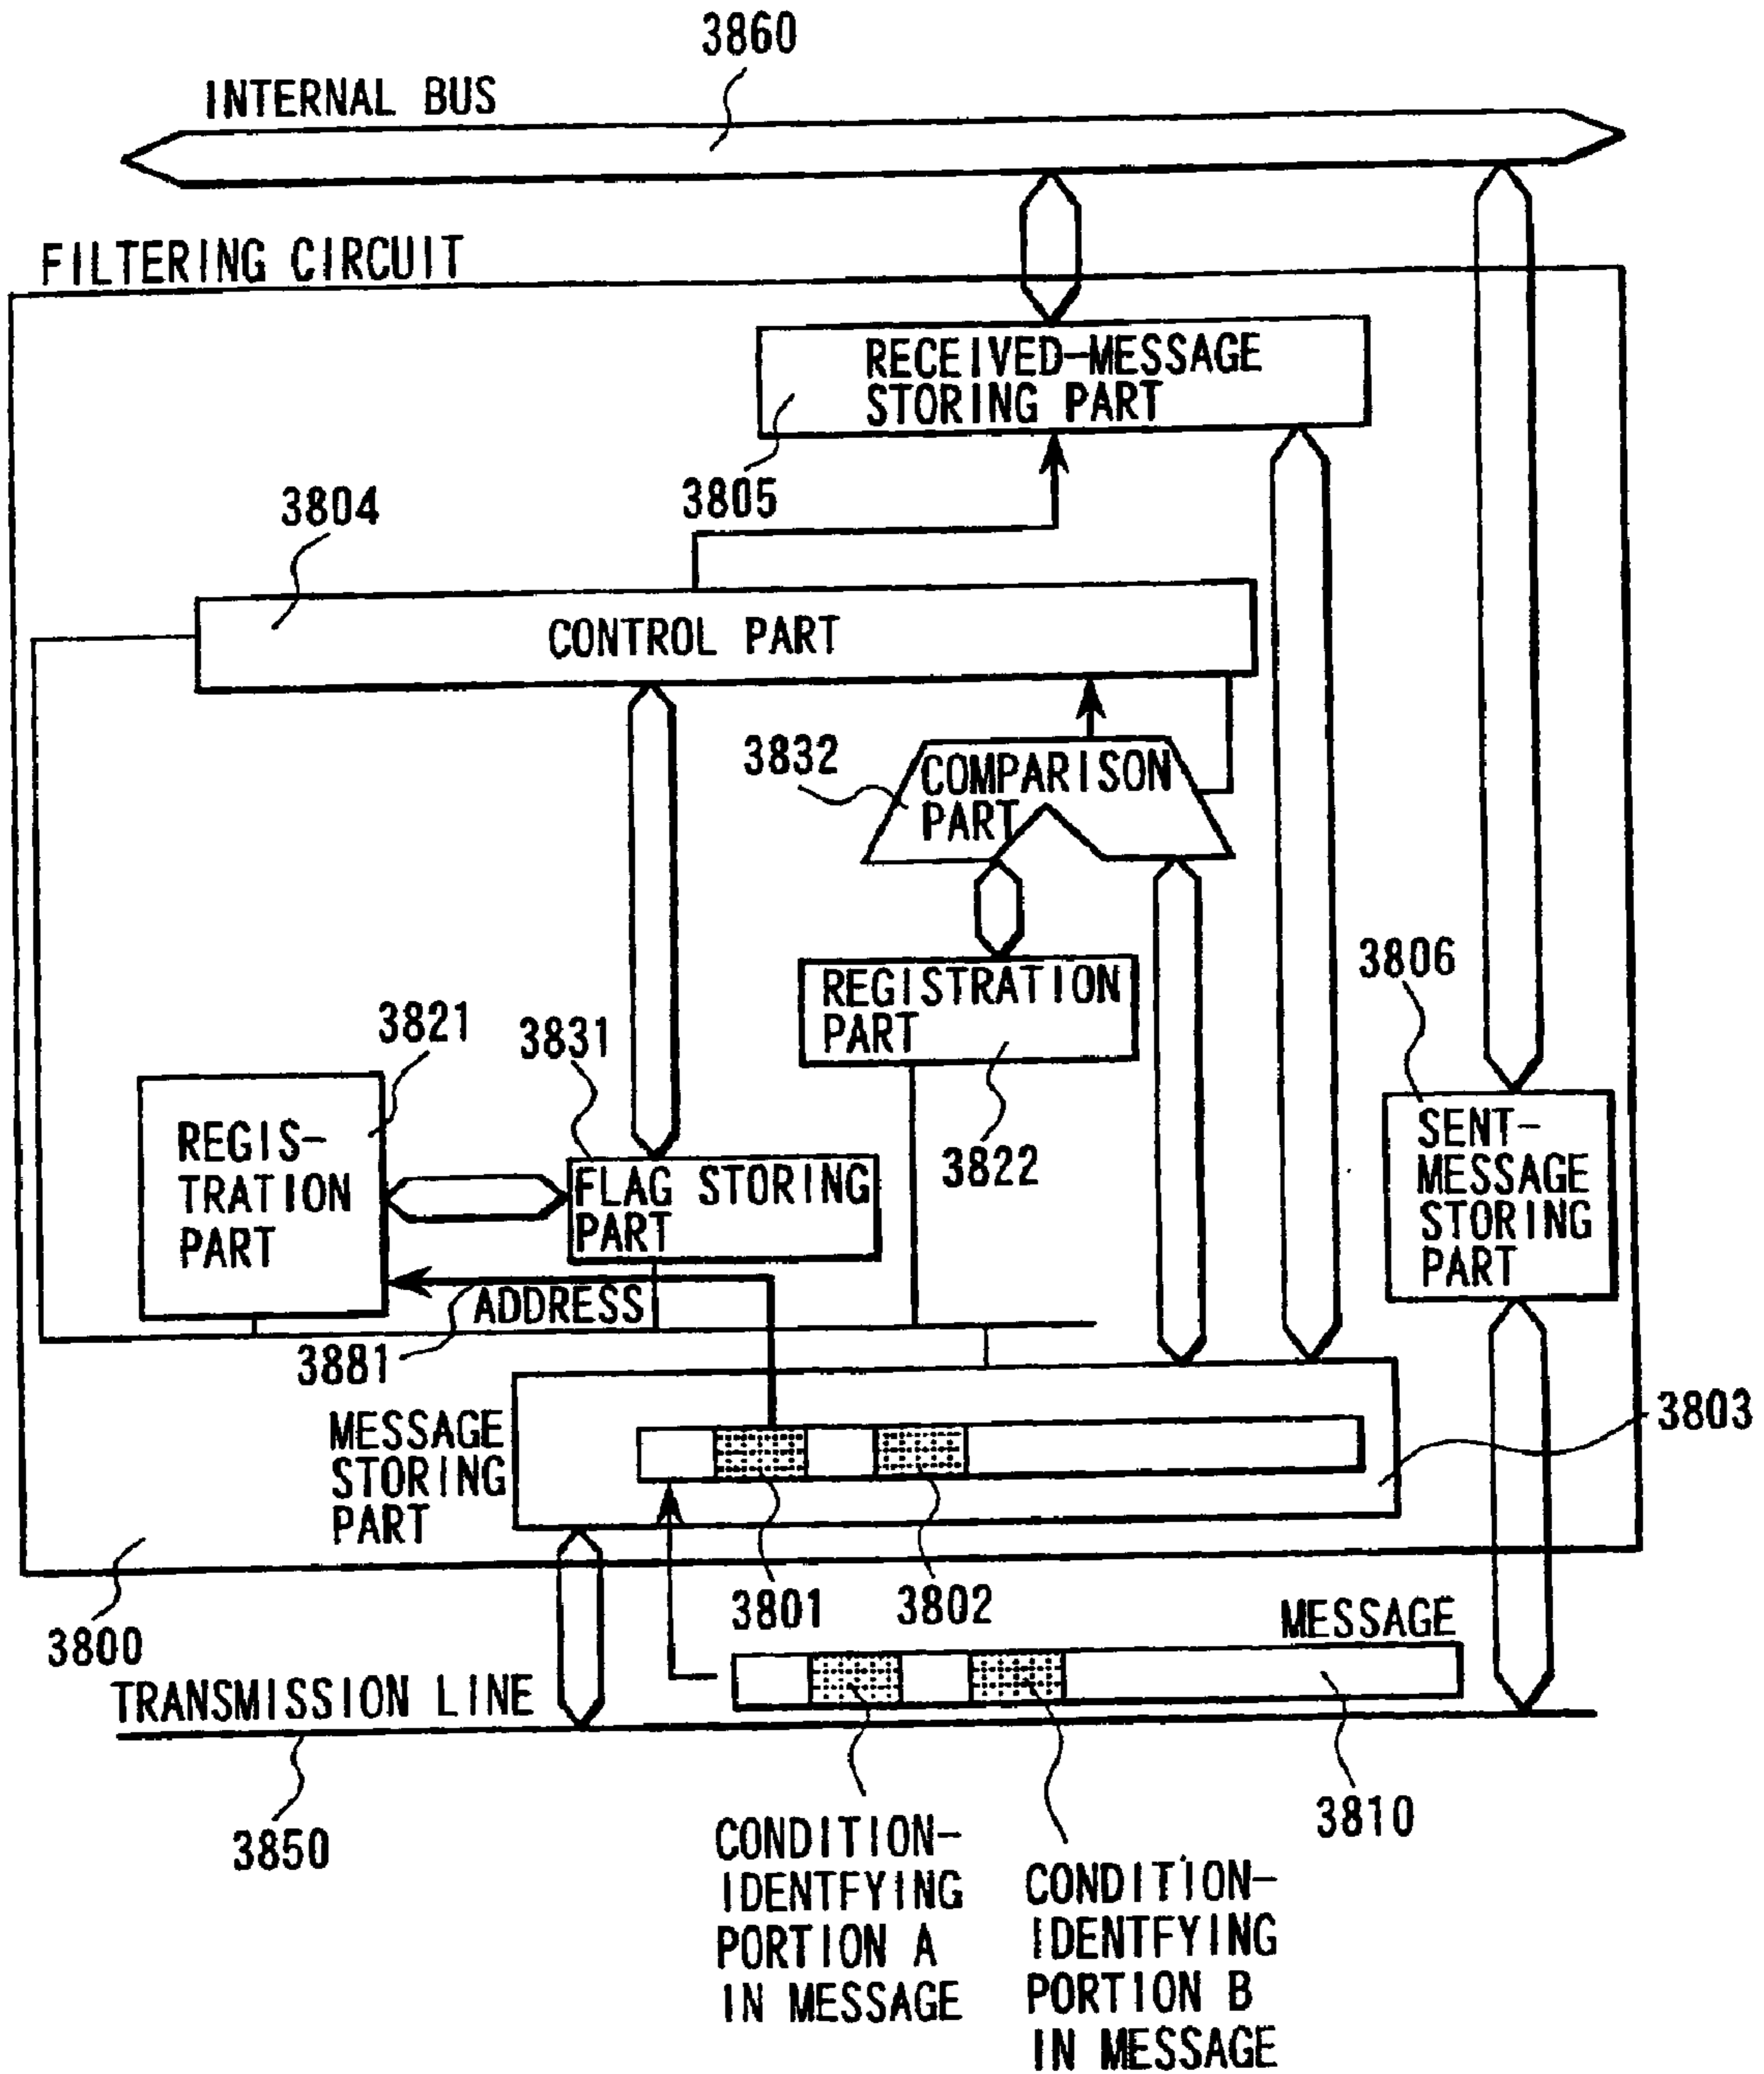 3860
INTERNAL BUS
FILTERING CIRCUIT
RECEIVED-MESSAGE
STORING PART
3805
3804
CONTROL PART
3832
COMPARISON
PART
3806
REGISTRATION
PART
3821
3831
3822
REGIS-
TRATION
PART
FLAG STORING
PART
SENT-
MESSAGE
STORING
PART
ADDRESS
3881
MESSAGE
STORING
PART
3803
3801
3802
MESSAGE
3800
TRANSMISSION LINE
3850
3810
CONDITION-
IDENTFYING
PORTION A
IN MESSAGE
CONDITION-
IDENTFYING
PORTION B
IN MESSAGE